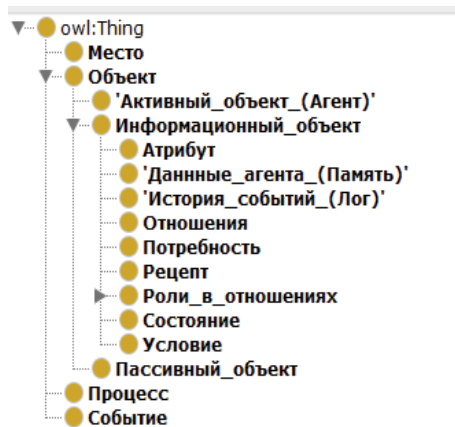 owl:Thing
Место
Объект
'Активный_объект_(Агент)'
Информационный_объект
Атрибут
'Даннные_агента_(Память)'
'История_событий_(Лог)'
Отношения
Потребность
Рецепт
Роли_в_отношениях
Состояние
Условие
Пассивный_объект
Процесс
Событие